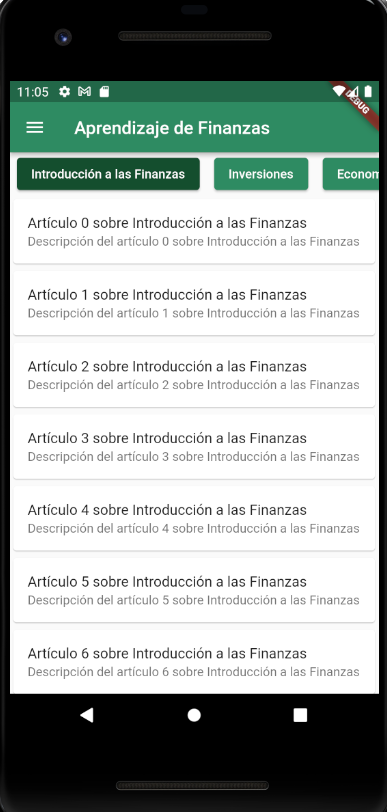 11:05
DEBUG
Aprendizaje de Finanzas
Introducción a las Finanzas
Inversiones
Econom
Artículo 0 sobre Introducción a las Finanzas
Descripción del artículo 0 sobre Introducción a las Finanzas
Artículo 1 sobre Introducción a las Finanzas
Descripción del artículo 1 sobre Introducción a las Finanzas
Artículo 2 sobre Introducción a las Finanzas
Descripción del artículo 2 sobre Introducción a las Finanzas
Artículo 3 sobre Introducción a las Finanzas
Descripción del artículo 3 sobre Introducción a las Finanzas
Artículo 4 sobre Introducción a las Finanzas
Descripción del artículo 4 sobre Introducción a las Finanzas
Artículo 5 sobre Introducción a las Finanzas
Descripción del artículo 5 sobre Introducción a las Finanzas
Artículo 6 sobre Introducción a las Finanzas
Descripción del artículo 6 sobre Introducción a las Finanzas